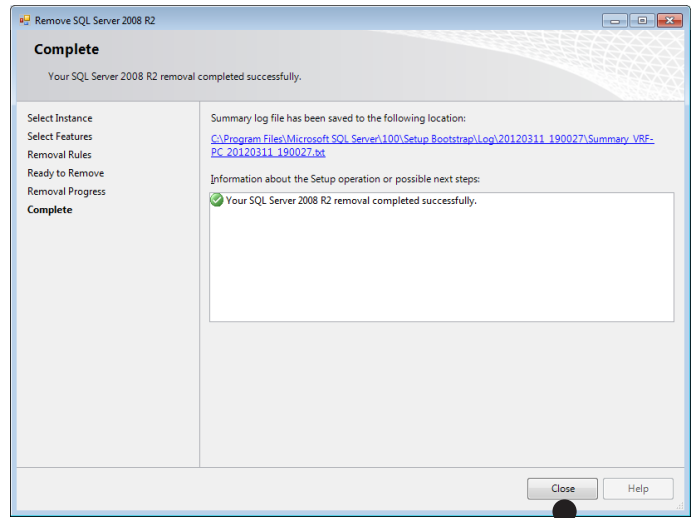 Remove SQL Server 2008 R2
Complete
Your SQL Server 2008 R2 removal completed successfully.
Select Instance
Select Features
Removal Rules
Ready to Remove
Removal Progress
Complete
Summary log file has been saved to the following location:
C:\Program Files\Microsoft SQL Server\100\Setup Bootstrap\Log\20120311_190027\Summary_VRF-
PC_20120311_190027.txt
Information about the Setup operation or possible next steps:
Your SQL Server 2008 R2 removal completed successfully.
Close
Help